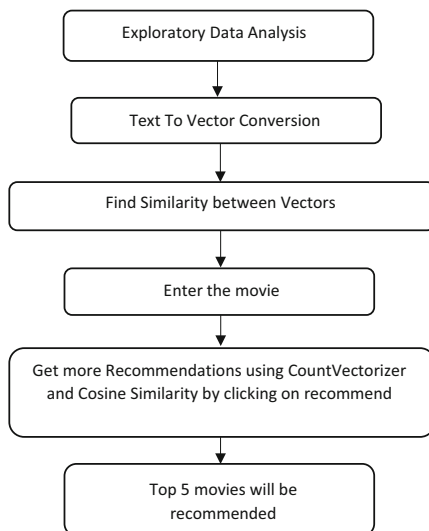 Exploratory Data Analysis
Text To Vector Conversion
Find Similarity between Vectors
Enter the movie
Get more Recommendations using CountVectorizer
and Cosine Similarity by clicking on recommend
Top 5 movies will be
recommended